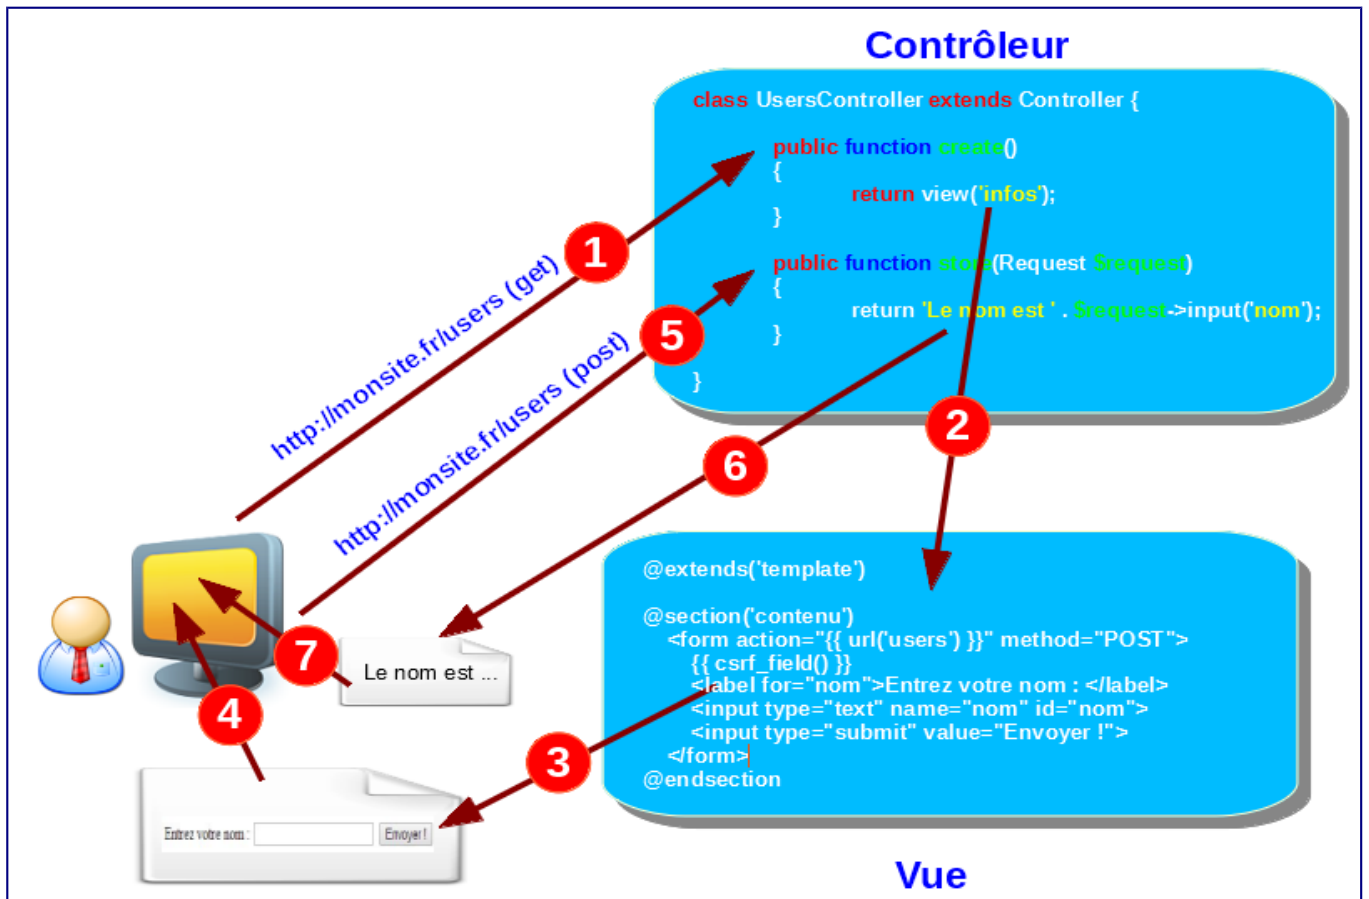 Contrôleur
class UsersController extends Controller {
public function create()
{
return view('infos');
}
public function store(Request $request)
{
return 'Le nom est ' . $request->input('nom');
}
}
1
http://monsite.fr/users (get)
5
http://monsite.fr/users (post)
2
6
@extends('template')
@section('contenu')
<form action="{{ url('users') }}" method="POST">
{{ csrf_field() }}
<label for="nom">Entrez votre nom : </label>
<input type="text" name="nom" id="nom">
<input type="submit" value="Envoyer !">
</form>
@endsection
7
Le nom est ...
4
3
Entrez votre nom :
Envoyer !
Vue